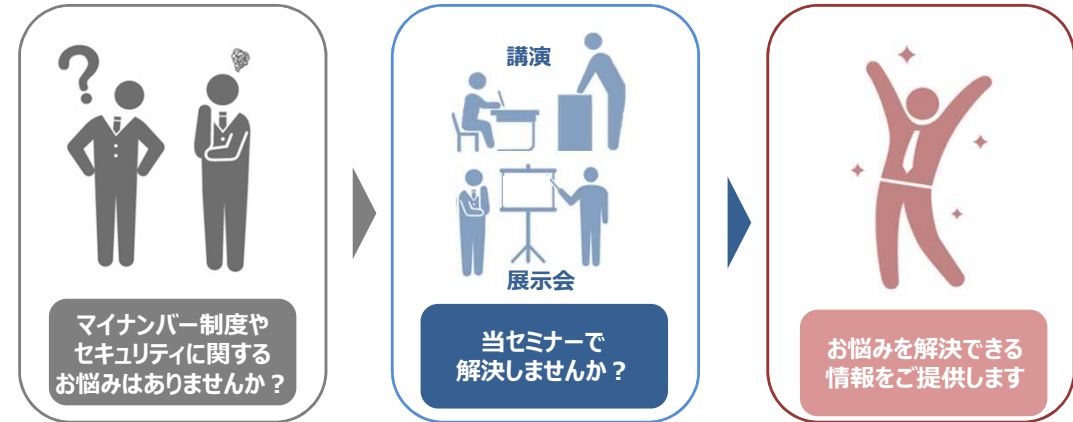 ?
マイナンバー制度や
セキュリティに関する
お悩みはありませんか？
講演
展示会
当セミナーで
解決しませんか？
お悩みを解決できる
情報をご提供します